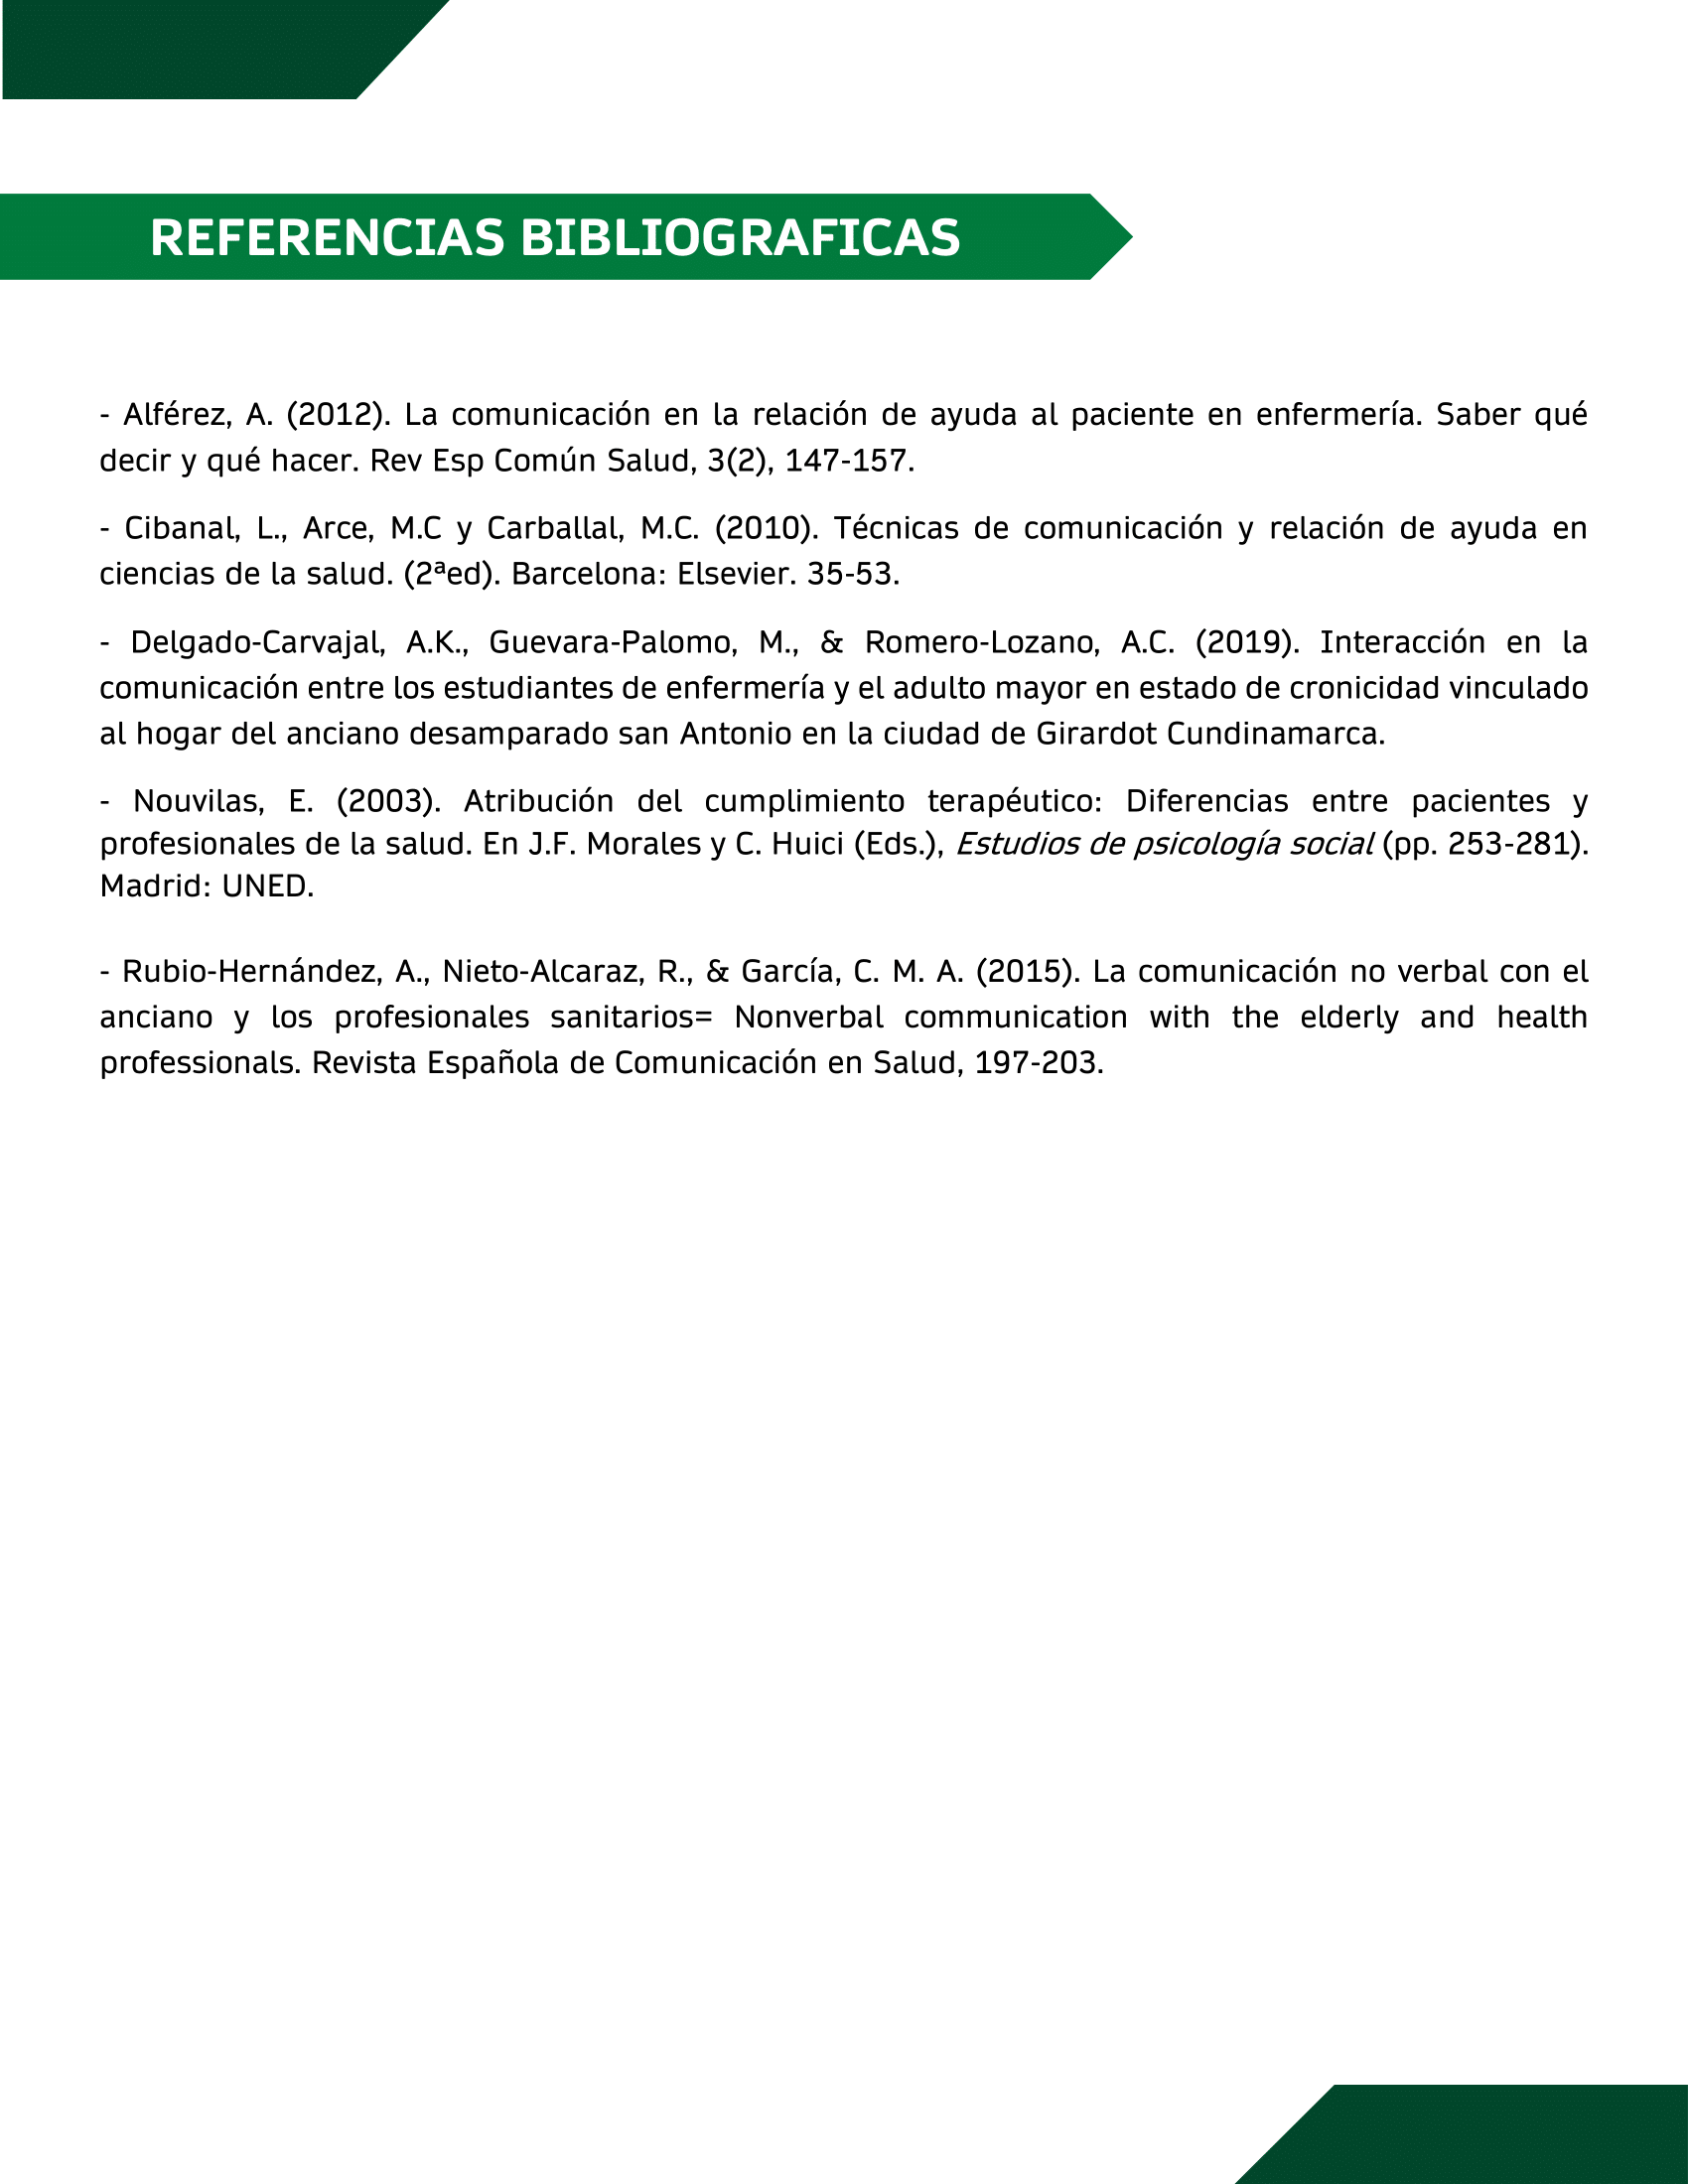 REFERENCIAS BIBLIOGRAFICAS
- Alférez, A. (2012). La comunicación en la relación de ayuda al paciente en enfermería. Saber qué
decir y qué hacer. Rev Esp Común Salud, 3(2), 147-157.
- Cibanal, L., Arce, M.C y Carballal, M.C. (2010). Técnicas de comunicación y relación de ayuda en
ciencias de la salud. (2ªed). Barcelona: Elsevier. 35-53.
- Delgado-Carvajal, A.K., Guevara-Palomo, M., & Romero-Lozano, A.C. (2019). Interacción en la
comunicación entre los estudiantes de enfermería y el adulto mayor en estado de cronicidad vinculado
al hogar del anciano desamparado san Antonio en la ciudad de Girardot Cundinamarca.
- Nouvilas, E. (2003). Atribución del cumplimiento terapéutico: Diferencias entre pacientes y
profesionales de la salud. En J.F. Morales y C. Huici (Eds.), Estudios de psicología social (pp. 253-281).
Madrid: UNED.
- Rubio-Hernández, A., Nieto-Alcaraz, R., & García, C. M. A. (2015). La comunicación no verbal con el
anciano y los profesionales sanitarios= Nonverbal communication with the elderly and health
professionals. Revista Española de Comunicación en Salud, 197-203.